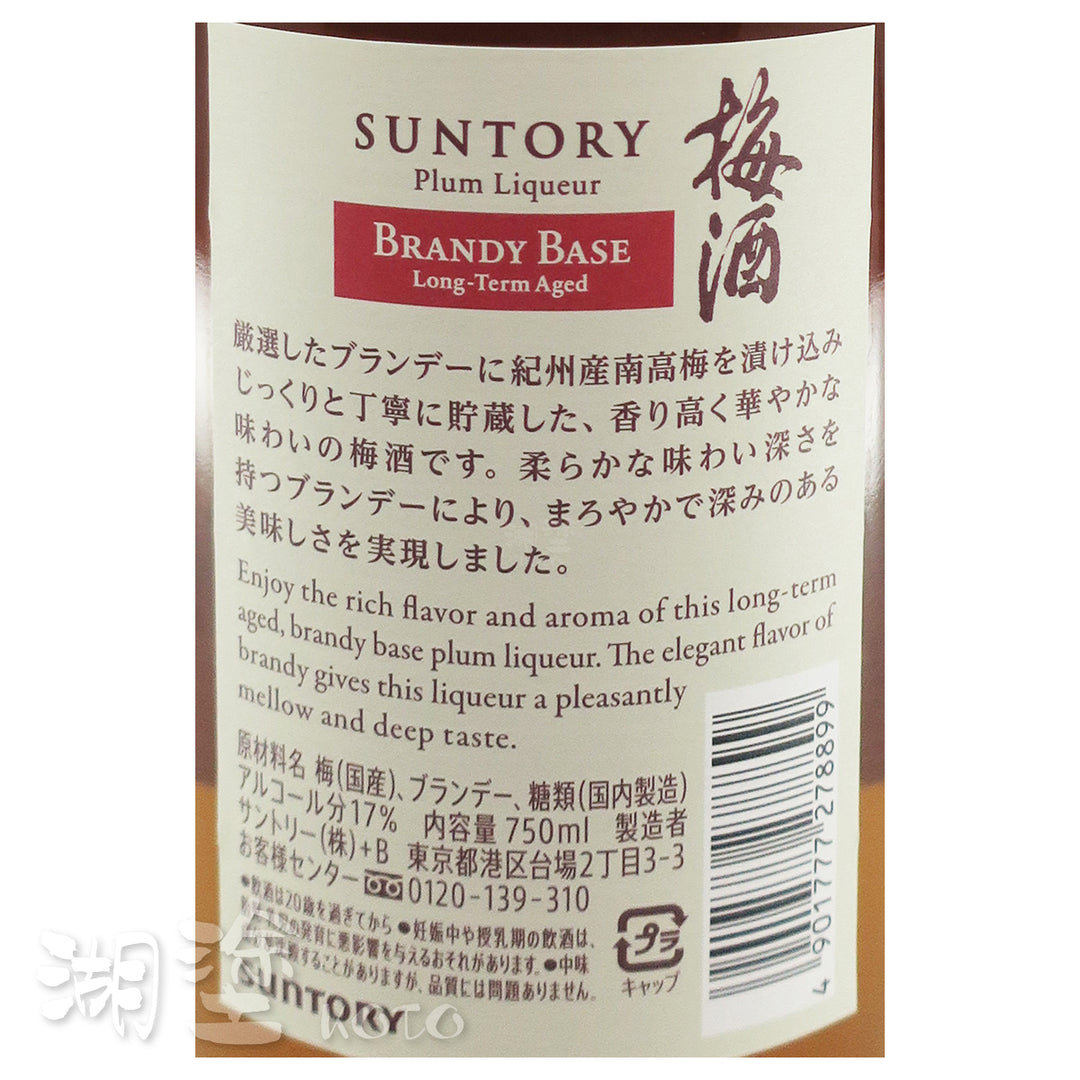 SUNTORY
Plum Liqueur
梅酒
BRANDY BASE
Long-Term Aged
厳選したブランデーに紀州産南高梅を漬け込み
じっくりと丁寧に貯蔵した、香り高く華やかな
味わいの梅酒です。柔らかな味わい深さを
持つブランデーにより、まろやかで深みのある
美味しさを実現しました。
Enjoy the rich flavor and aroma of this long-term
aged, brandy base plum liqueur. The elegant flavor of
brandy gives this liqueur a pleasantly
mellow and deep taste.
原材料名 梅(国産)、ブランデー、糖類(国内製造)
アルコール分17% 内容量 750ml 製造者
サントリー(株)+B 東京都港区台場2丁目3-3
お客様センター 0120-139-310
●飲酒は20歳を過ぎてから ●妊娠中や授乳期の飲酒は、
の発育に悪影響を与えるおそれがあります。●中味
することがありますが、品質には問題ありません。
プラ
キャップ
SUNTORY
4 901777 278899
湖塗
KOTO